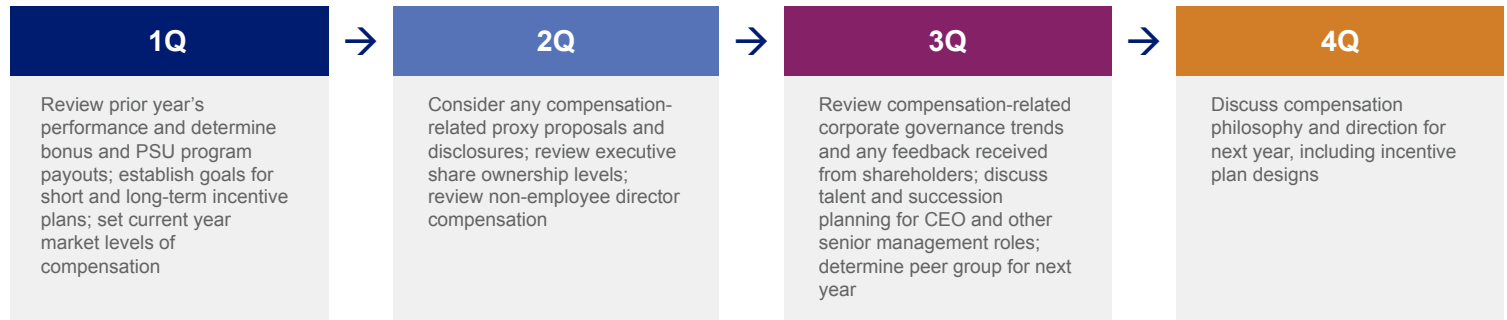 1Q
Review prior year's
performance and determine
bonus and PSU program
payouts; establish goals for
short and long-term incentive
plans; set current year
market levels of
compensation
2Q
Consider any compensation-
related proxy proposals and
disclosures; review executive
share ownership levels;
review non-employee director
compensation
3Q
Review compensation-related
corporate governance trends
and any feedback received
from shareholders; discuss
talent and succession
planning for CEO and other
senior management roles;
determine peer group for next
year
4Q
Discuss compensation
philosophy and direction for
next year, including incentive
plan designs